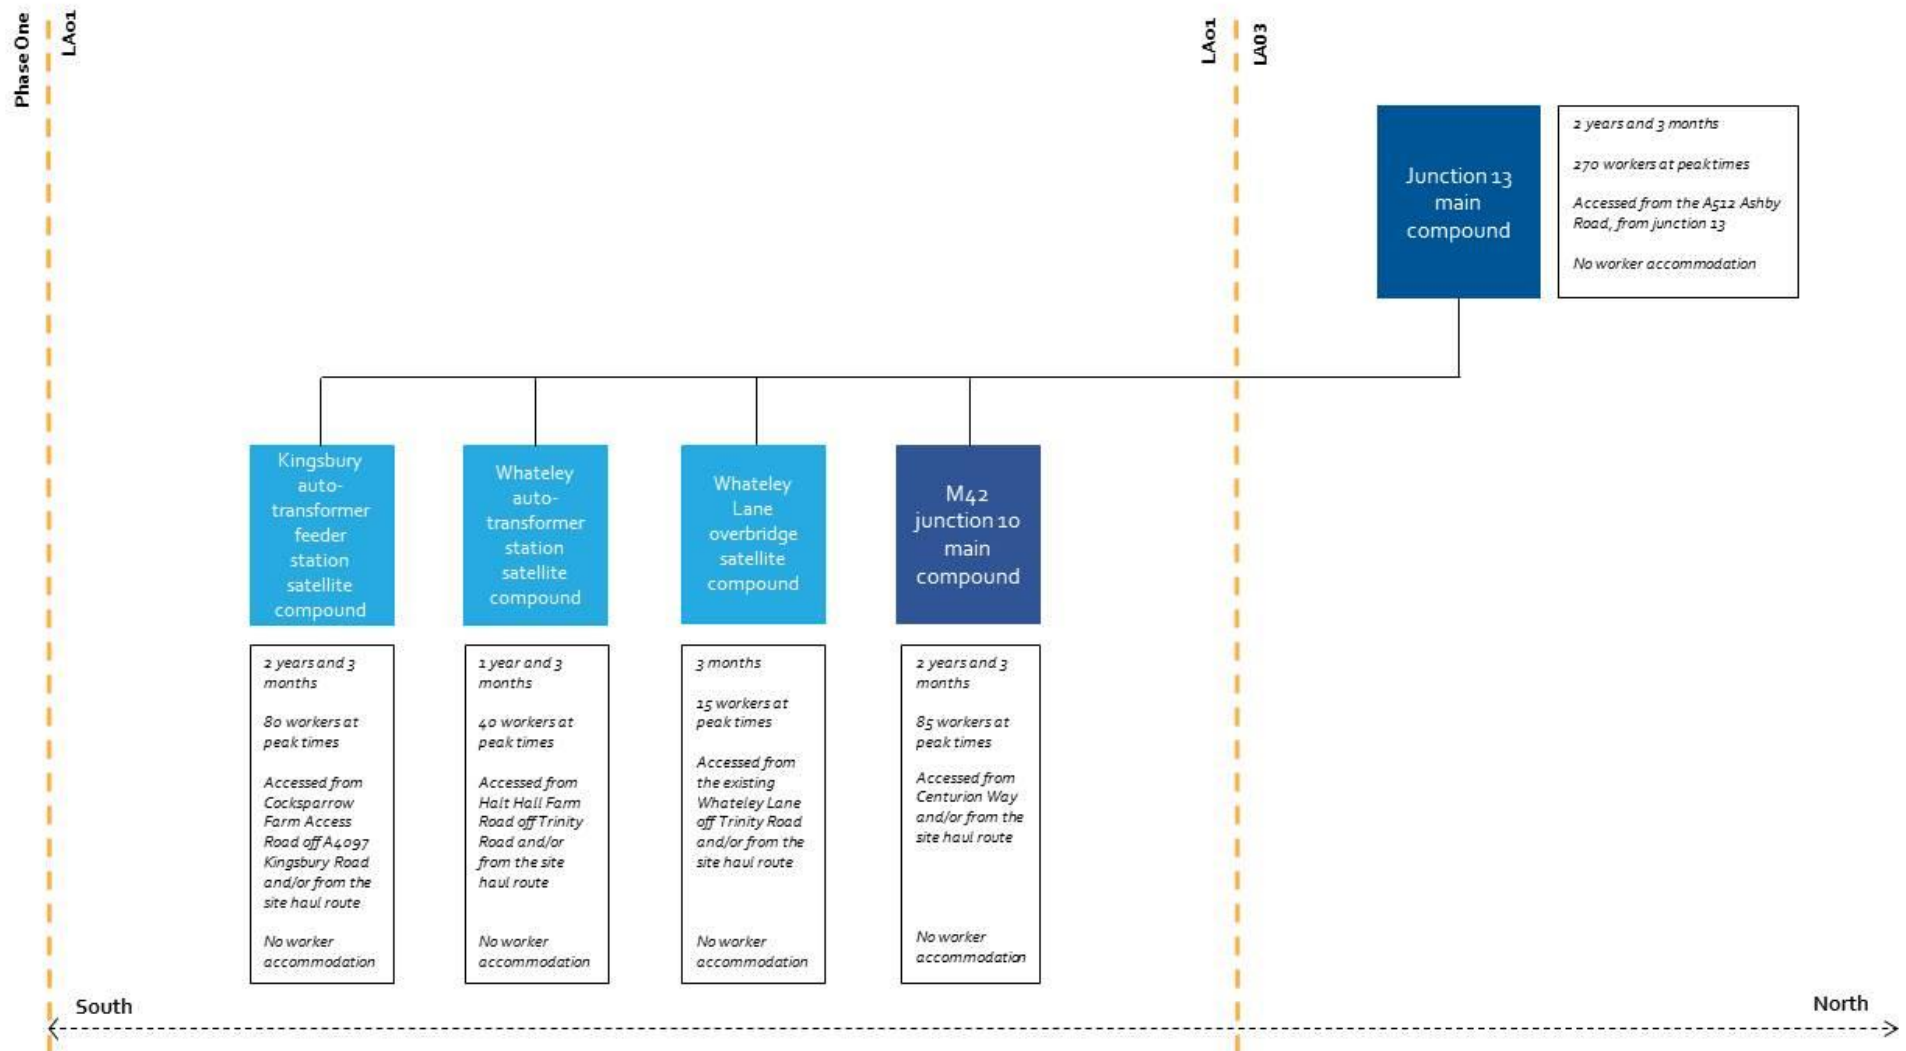 Phase One
LA01
LA01
LA03
Junction 13
main
compound
2 years and 3 months
270 workers at peak times
Accessed from the A512 Ashby
Road, from junction 13
No worker accommodation
Kingsbury
auto-
transformer
feeder
station
satellite
compound
Whateley
auto-
transformer
station
satellite
compound
Whateley
Lane
overbridge
satellite
compound
M42
junction 10
main
compound
2 years and 3
months
80 workers at
peak times
Accessed from
Cocksparrow
Farm Access
Road off A4097
Kingsbury Road
and/or from the
site haul route
No worker
accommodation
1 year and 3
months
40 workers at
peak times
Accessed from
Halt Hall Farm
Road off Trinity
Road and/or
from the site
haul route
No worker
accommodation
3 months
15 workers at
peak times
Accessed from
the existing
Whateley Lane
off Trinity Road
and/or from the
site haul route
No worker
accommodation
2 years and 3
months
85 workers at
peak times
Accessed from
Centurion Way
and/or from the
site haul route
No worker
accommodation
South
North